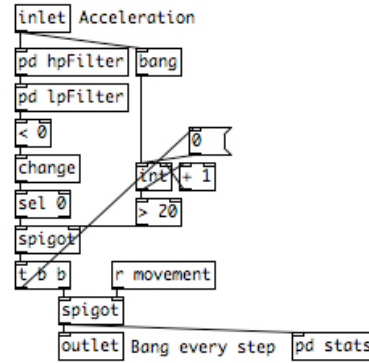 inlet Acceleration
pd hpFilter bang
pd lpFilter
< 0 0
change int + 1
sel 0 > 20
spigot
t b b r movement
spigot
outlet Bang every step pd stats